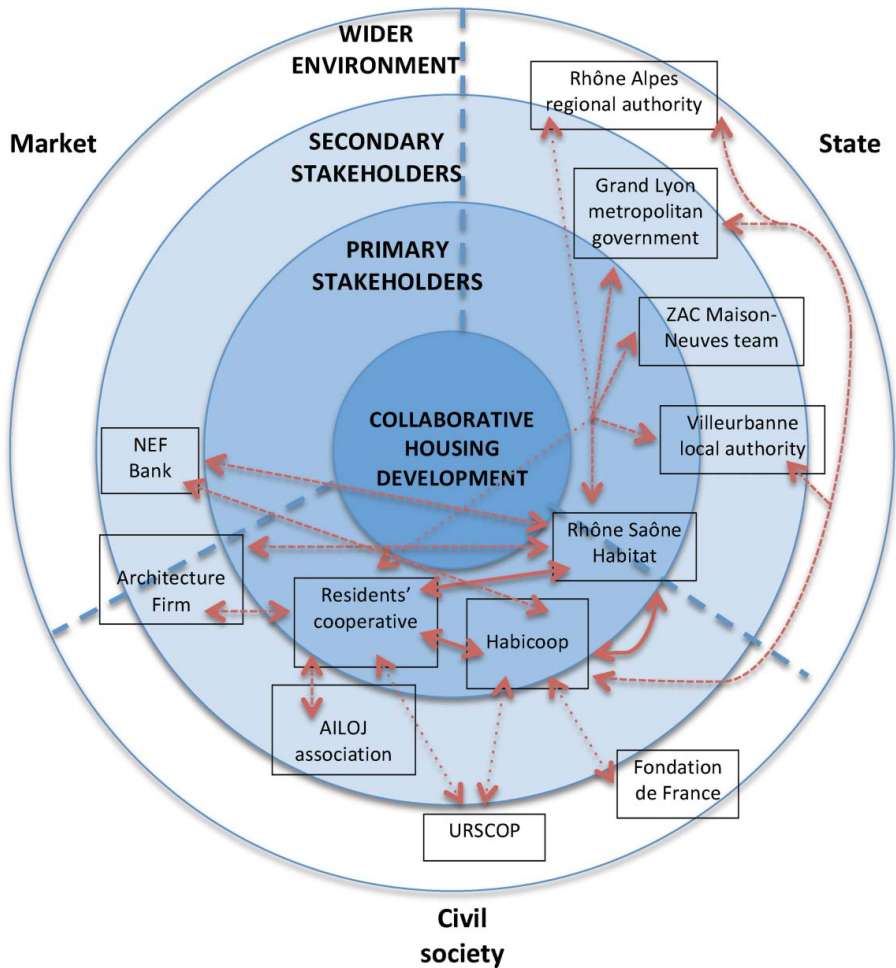 WIDER
ENVIRONMENT
Rhône Alpes
regional authority
Market
State
SECONDARY
STAKEHOLDERS
Grand Lyon
metropolitan
government
PRIMARY
STAKEHOLDERS
ZAC Maison-
Neuves team
COLLABORATIVE
HOUSING
DEVELOPMENT
Villeurbanne
local authority
NEF
Bank
Rhône Saône
Habitat
Architecture
Firm
Residents’
cooperative
Habicoop
AILOJ
association
Fondation
de France
URSCOP
Civil
society